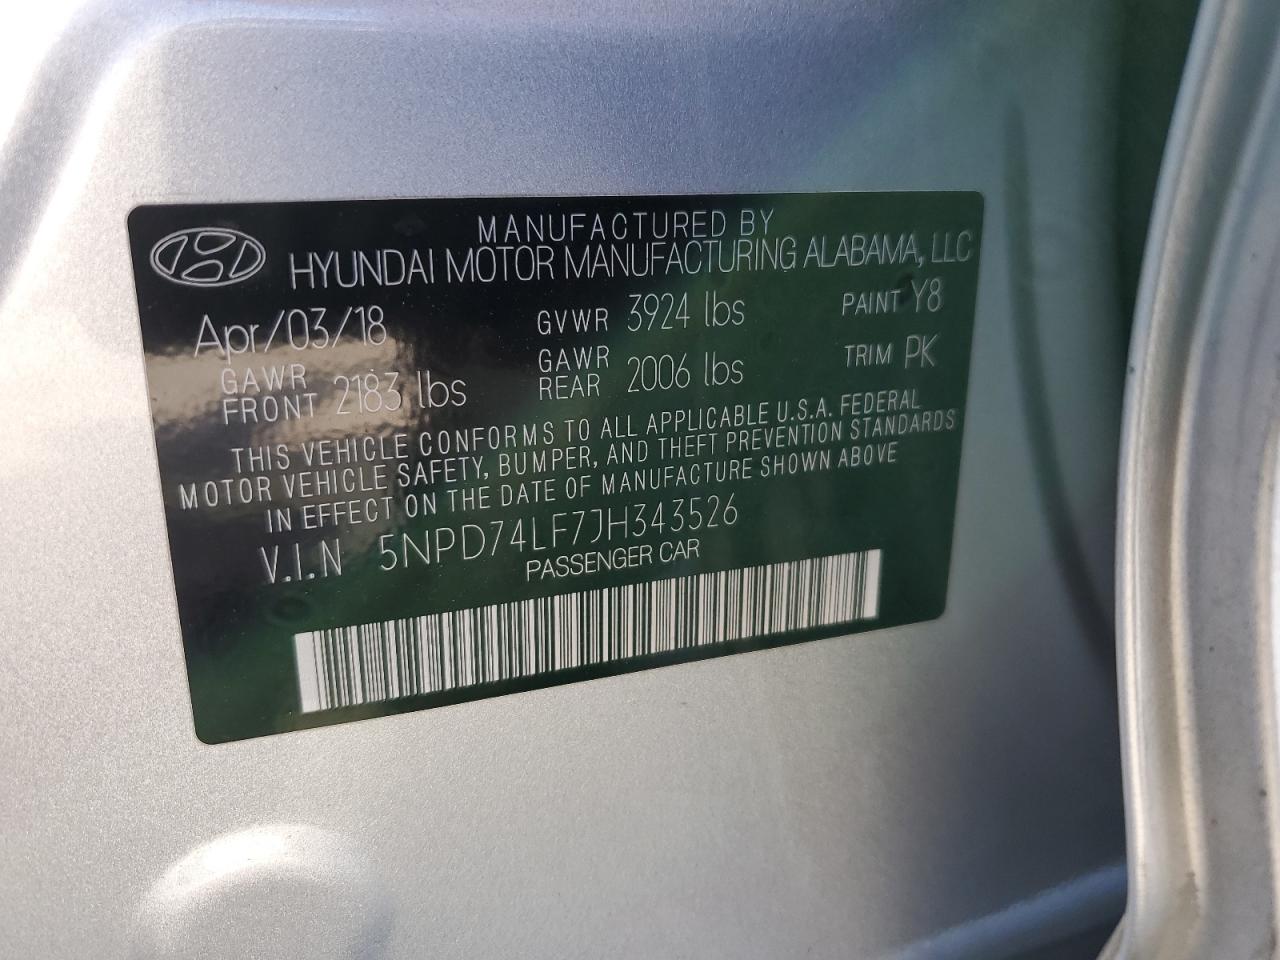 MANUFACTURED BY
HYUNDAI MOTOR MANUFACTURING ALABAMA, LLC
Apr/03/18 GVWR 3924 lbs PAINT Y8
GAWR FRONT 2183 lbs GAWR REAR 2006 lbs TRIM PK
THIS VEHICLE CONFORMS TO ALL APPLICABLE U.S.A. FEDERAL
MOTOR VEHICLE SAFETY, BUMPER, AND THEFT PREVENTION STANDARDS
IN EFFECT ON THE DATE OF MANUFACTURE SHOWN ABOVE
V.I.N 5NPD74LF7JH343526
PASSENGER CAR